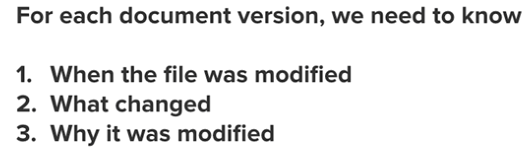 For each document version, we need to know
1. When the file was modified
2. What changed
3. Why it was modified